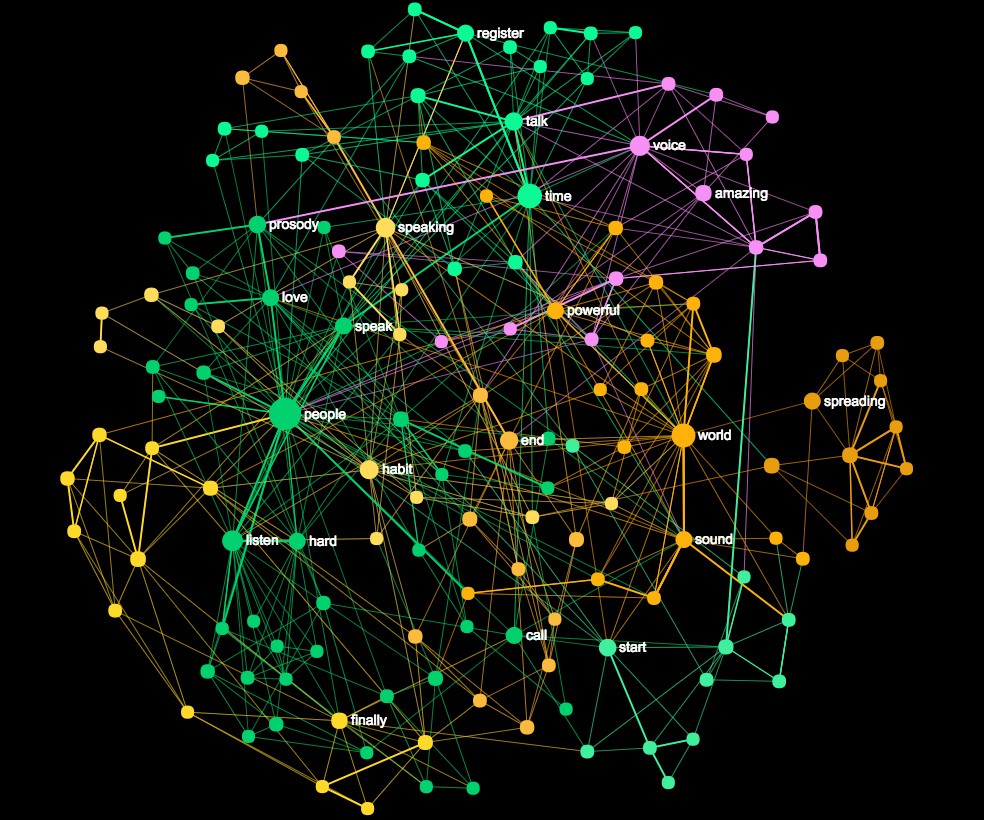 register
talk
voice
amazing
time
prosody
speaking
love
powerful
speak
spreading
people
world
end
habit
sound
listen
hard
call
start
finally